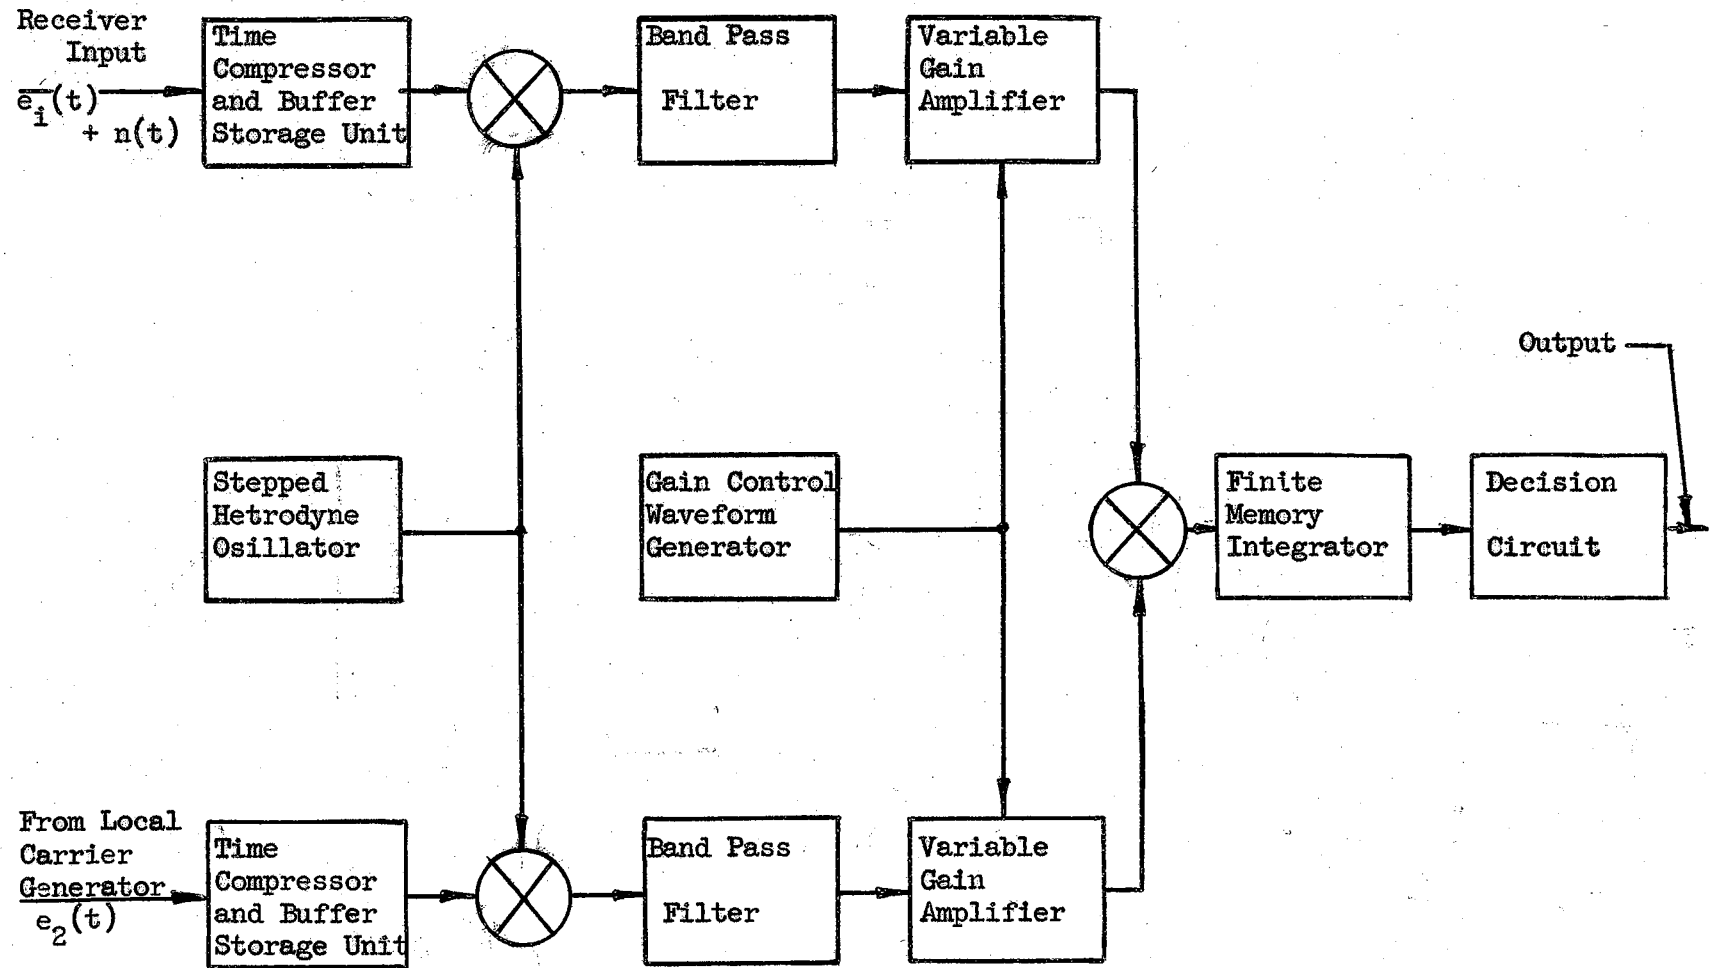 Receiver
Input
e_i(t)
+ n(t)
Time
Compressor
and Buffer
Storage Unit
Band Pass
Filter
Variable
Gain
Amplifier
Output
Stepped
Hetrodyne
Osillator
Gain Control
Waveform
Generator
Finite
Memory
Integrator
Decision
Circuit
From Local
Carrier
Generator
e_2(t)
Time
Compressor
and Buffer
Storage Unit
Band Pass
Filter
Variable
Gain
Amplifier